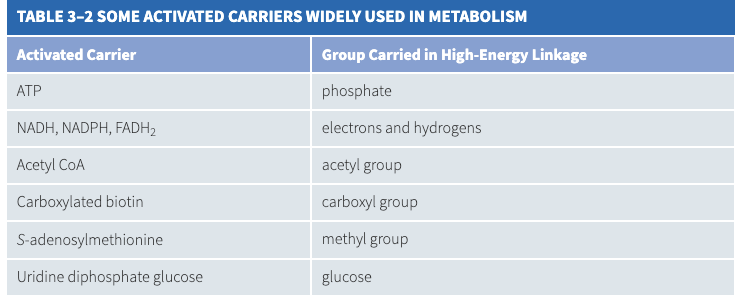 TABLE 3–2 SOME ACTIVATED CARRIERS WIDELY USED IN METABOLISM
Activated Carrier Group Carried in High-Energy Linkage
ATP phosphate
NADH, NADPH, FADH₂ electrons and hydrogens
Acetyl CoA acetyl group
Carboxylated biotin carboxyl group
S-adenosylmethionine methyl group
Uridine diphosphate glucose glucose